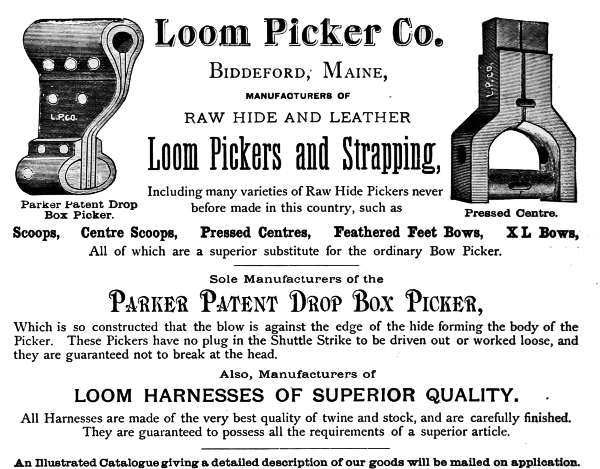 Loom Picker Co.
Biddeford, Maine,
MANUFACTURERS OF
RAW HIDE AND LEATHER
Loom Pickers and Strapping,
Including many varieties of Raw Hide Pickers never
before made in this country, such as
L.P.CO.
Parker Patent Drop
Box Picker.
L.P.CO.
Pressed Centre.
Scoops, Centre Scoops, Pressed Centres, Feathered Feet Bows, X L Bows,
All of which are a superior substitute for the ordinary Bow Picker.
Sole Manufacturers of the
Parker Patent Drop Box Picker,
Which is so constructed that the blow is against the edge of the hide forming the body of the
Picker. These Pickers have no plug in the Shuttle Strike to be driven out or worked loose, and
they are guaranteed not to break at the head.
Also, Manufacturers of
LOOM HARNESSES OF SUPERIOR QUALITY.
All Harnesses are made of the very best quality of twine and stock, and are carefully finished.
They are guaranteed to possess all the requirements of a superior article.
An Illustrated Catalogue giving a detailed description of our goods will be mailed on application.